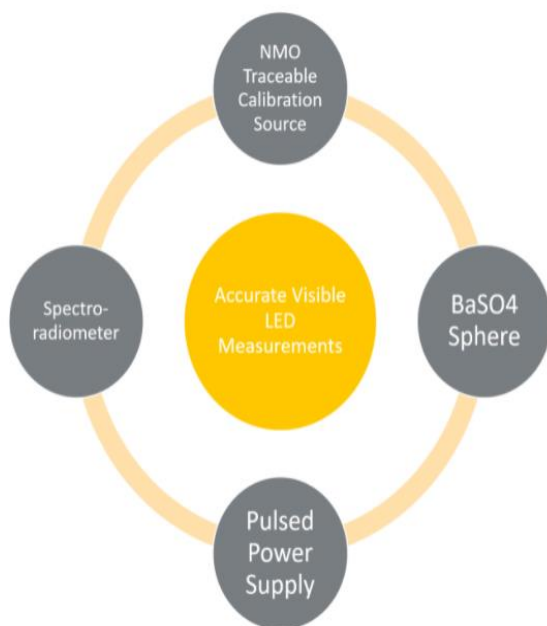 NMO
Traceable
Calibration
Source
Spectro-
radiometer
Accurate Visible
LED
Measurements
BaSO4
Sphere
Pulsed
Power
Supply